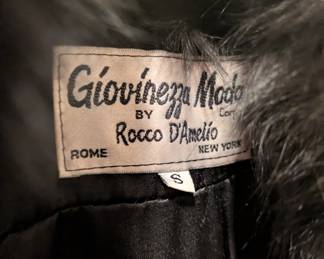 Giovinezza Moda
BY
Rocco D'Amelio
ROME NEW YORK
S